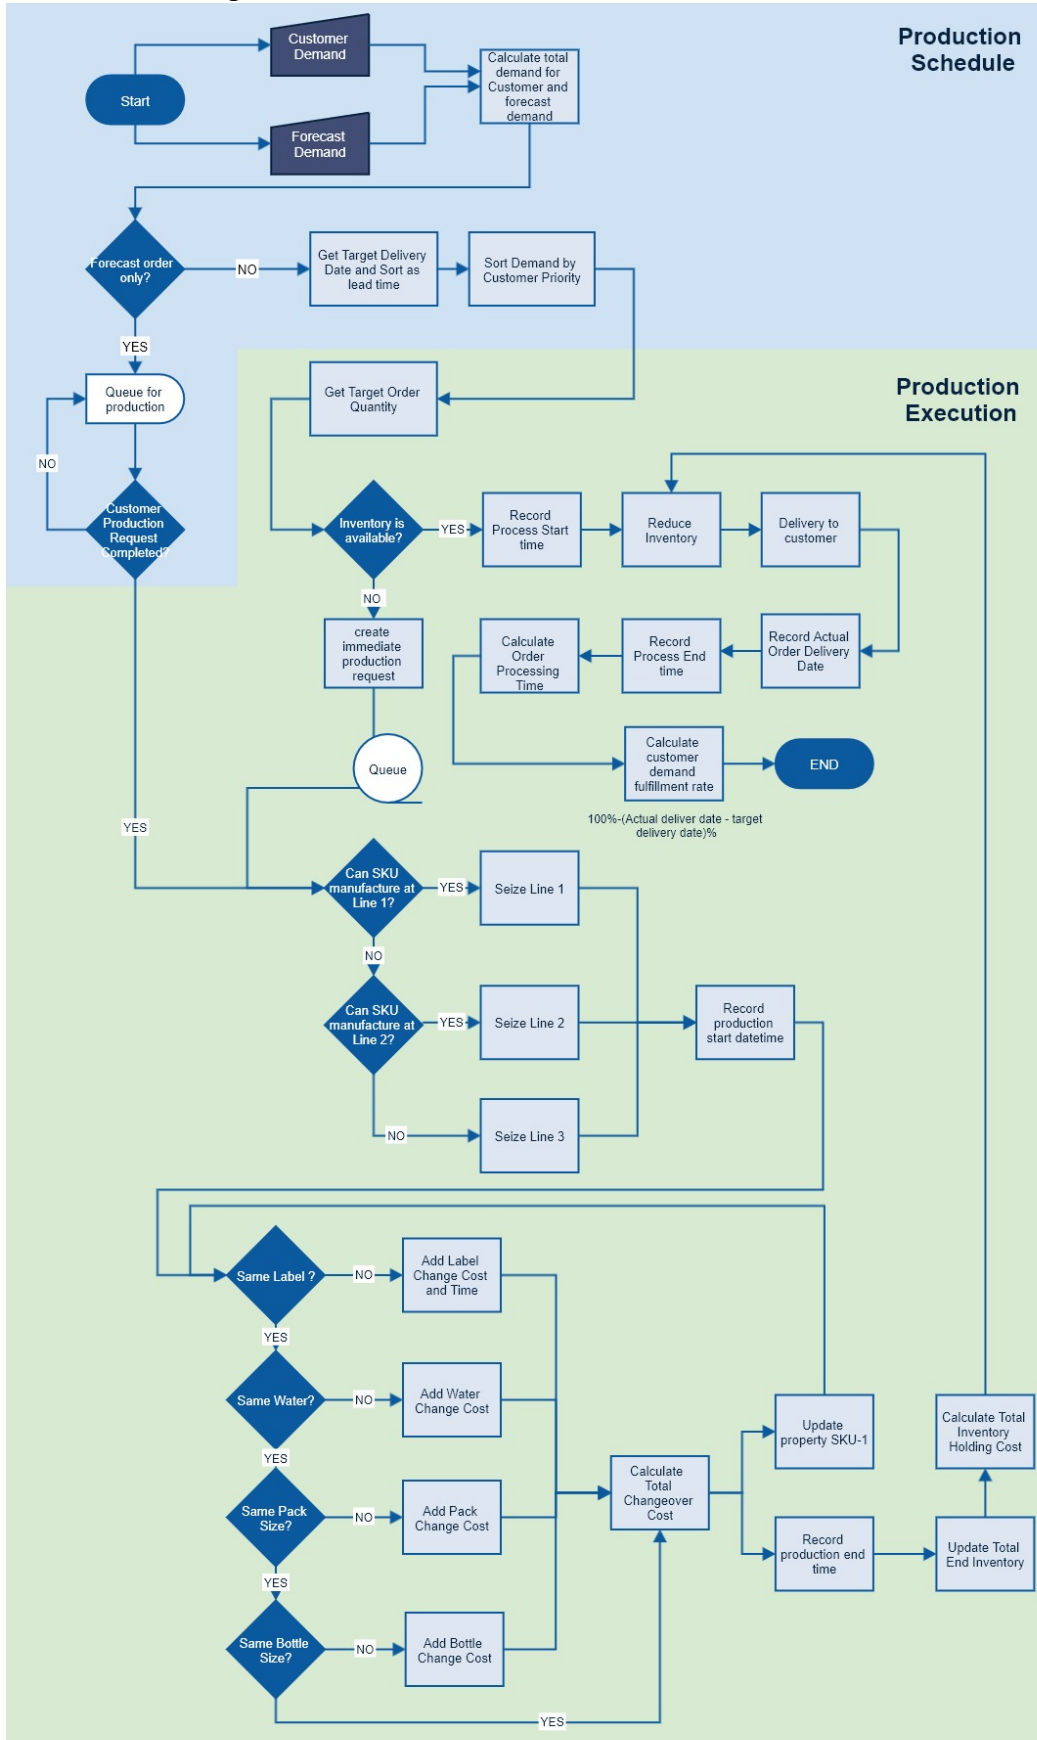 Production
Schedule
Customer
Demand
Start
Forecast
Demand
Calculate total
demand for
Customer and
forecast
demand
Forecast order
only?
NO
Get Target Delivery
Date and Sort as
lead time
Sort Demand by
Customer Priority
YES
Queue for
production
NO
Customer
Production
Request
Completed?
Production
Execution
Get Target Order
Quantity
Inventory is
available?
YES
Record
Process Start
time
Reduce
Inventory
Delivery to
customer
NO
create
immediate
production
request
Calculate
Order
Processing
Time
Record
Process End
time
Record Actual
Order Delivery
Date
Queue
Calculate
customer
demand
fulfillment rate
END
100%-(Actual deliver date - target
delivery date)%
YES
Can SKU
manufacture at
Line 1?
YES
Seize Line 1
NO
Can SKU
manufacture at
Line 2?
YES
Seize Line 2
Record
production
start datetime
NO
Seize Line 3
Same Label ?
NO
Add Label
Change Cost
and Time
YES
Same Water?
NO
Add Water
Change Cost
YES
Same Pack
Size?
NO
Add Pack
Change Cost
YES
Same Bottle
Size?
NO
Add Bottle
Change Cost
YES
Calculate
Total
Changeover
Cost
Update
property SKU-1
Record
production end
time
Calculate Total
Inventory
Holding Cost
Update Total
End Inventory